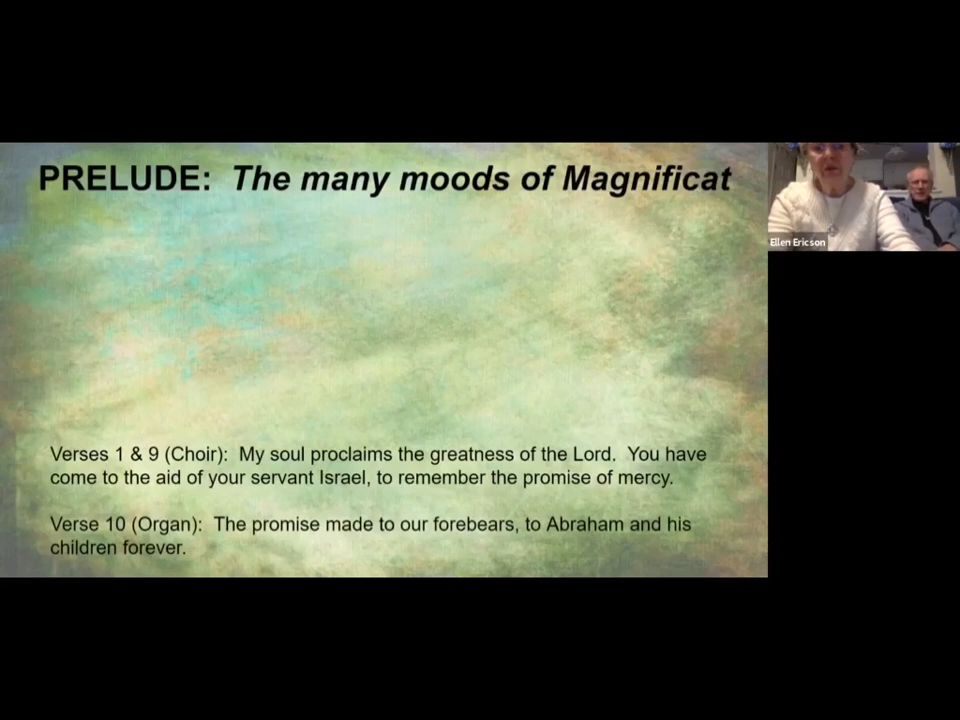 PRELUDE: The many moods of Magnificat
Ellen Ericson
Verses 1 & 9 (Choir): My soul proclaims the greatness of the Lord. You have
come to the aid of your servant Israel, to remember the promise of mercy.
Verse 10 (Organ): The promise made to our forebears, to Abraham and his
children forever.